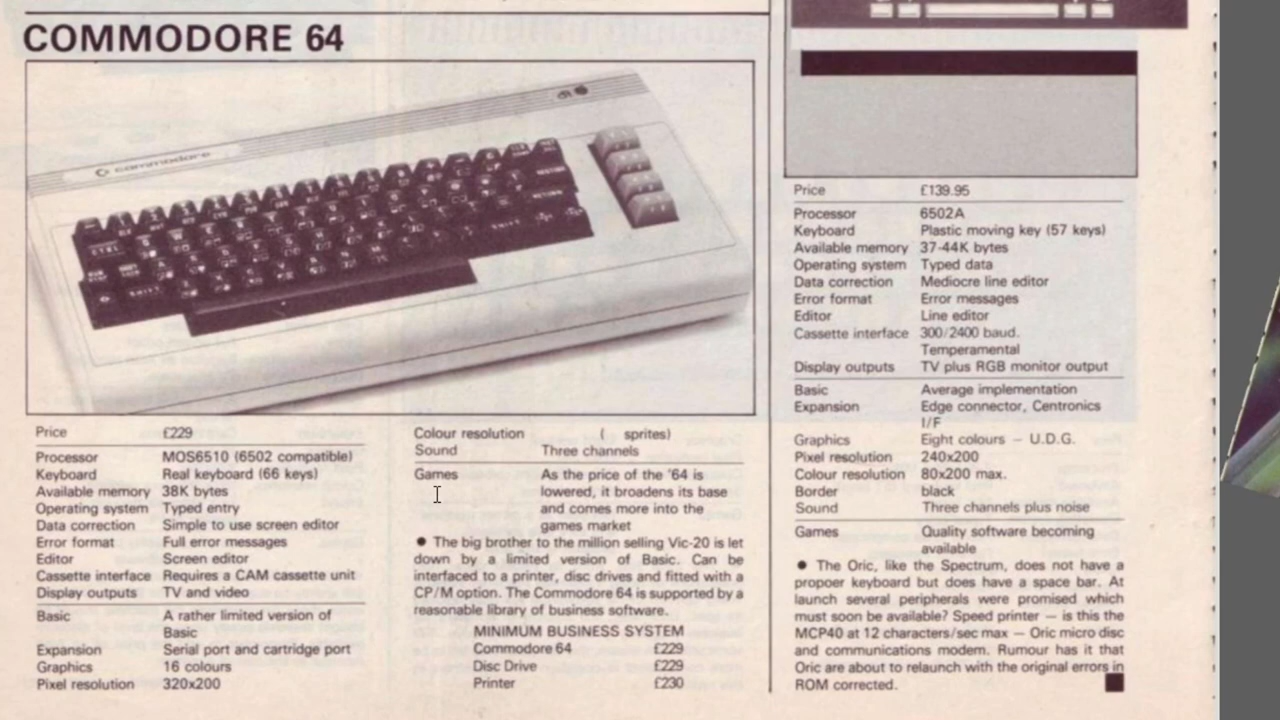 COMMODORE 64
commodore
Price £229
Processor MOS6510 (6502 compatible)
Keyboard Real keyboard (66 keys)
Available memory 38K bytes
Operating system Typed entry
Data correction Simple to use screen editor
Error format Full error messages
Editor Screen editor
Cassette interface Requires a CAM cassette unit
Display outputs TV and video
Basic A rather limited version of
Basic
Expansion Serial port and cartridge port
Graphics 16 colours
Pixel resolution 320x200
Colour resolution ( sprites)
Sound Three channels
Games As the price of the '64 is
lowered, it broadens its base
and comes more into the
games market
● The big brother to the million selling Vic-20 is let
down by a limited version of Basic. Can be
interfaced to a printer, disc drives and fitted with a
CP/M option. The Commodore 64 is supported by a
reasonable library of business software.
MINIMUM BUSINESS SYSTEM
Commodore 64 £229
Disc Drive £229
Printer £230
Price £139.95
Processor 6502A
Keyboard Plastic moving key (57 keys)
Available memory 37-44K bytes
Operating system Typed data
Data correction Mediocre line editor
Error format Error messages
Editor Line editor
Cassette interface 300/2400 baud.
Temperamental
Display outputs TV plus RGB monitor output
Basic Average implementation
Expansion Edge connector, Centronics
I/F
Graphics Eight colours — U.D.G.
Pixel resolution 240x200
Colour resolution 80x200 max.
Border black
Sound Three channels plus noise
Games Quality software becoming
available
● The Oric, like the Spectrum, does not have a
propoer keyboard but does have a space bar. At
launch several peripherals were promised which
must soon be available? Speed printer — is this the
MCP40 at 12 characters/sec max — Oric micro disc
and communications modem. Rumour has it that
Oric are about to relaunch with the original errors in
ROM corrected.